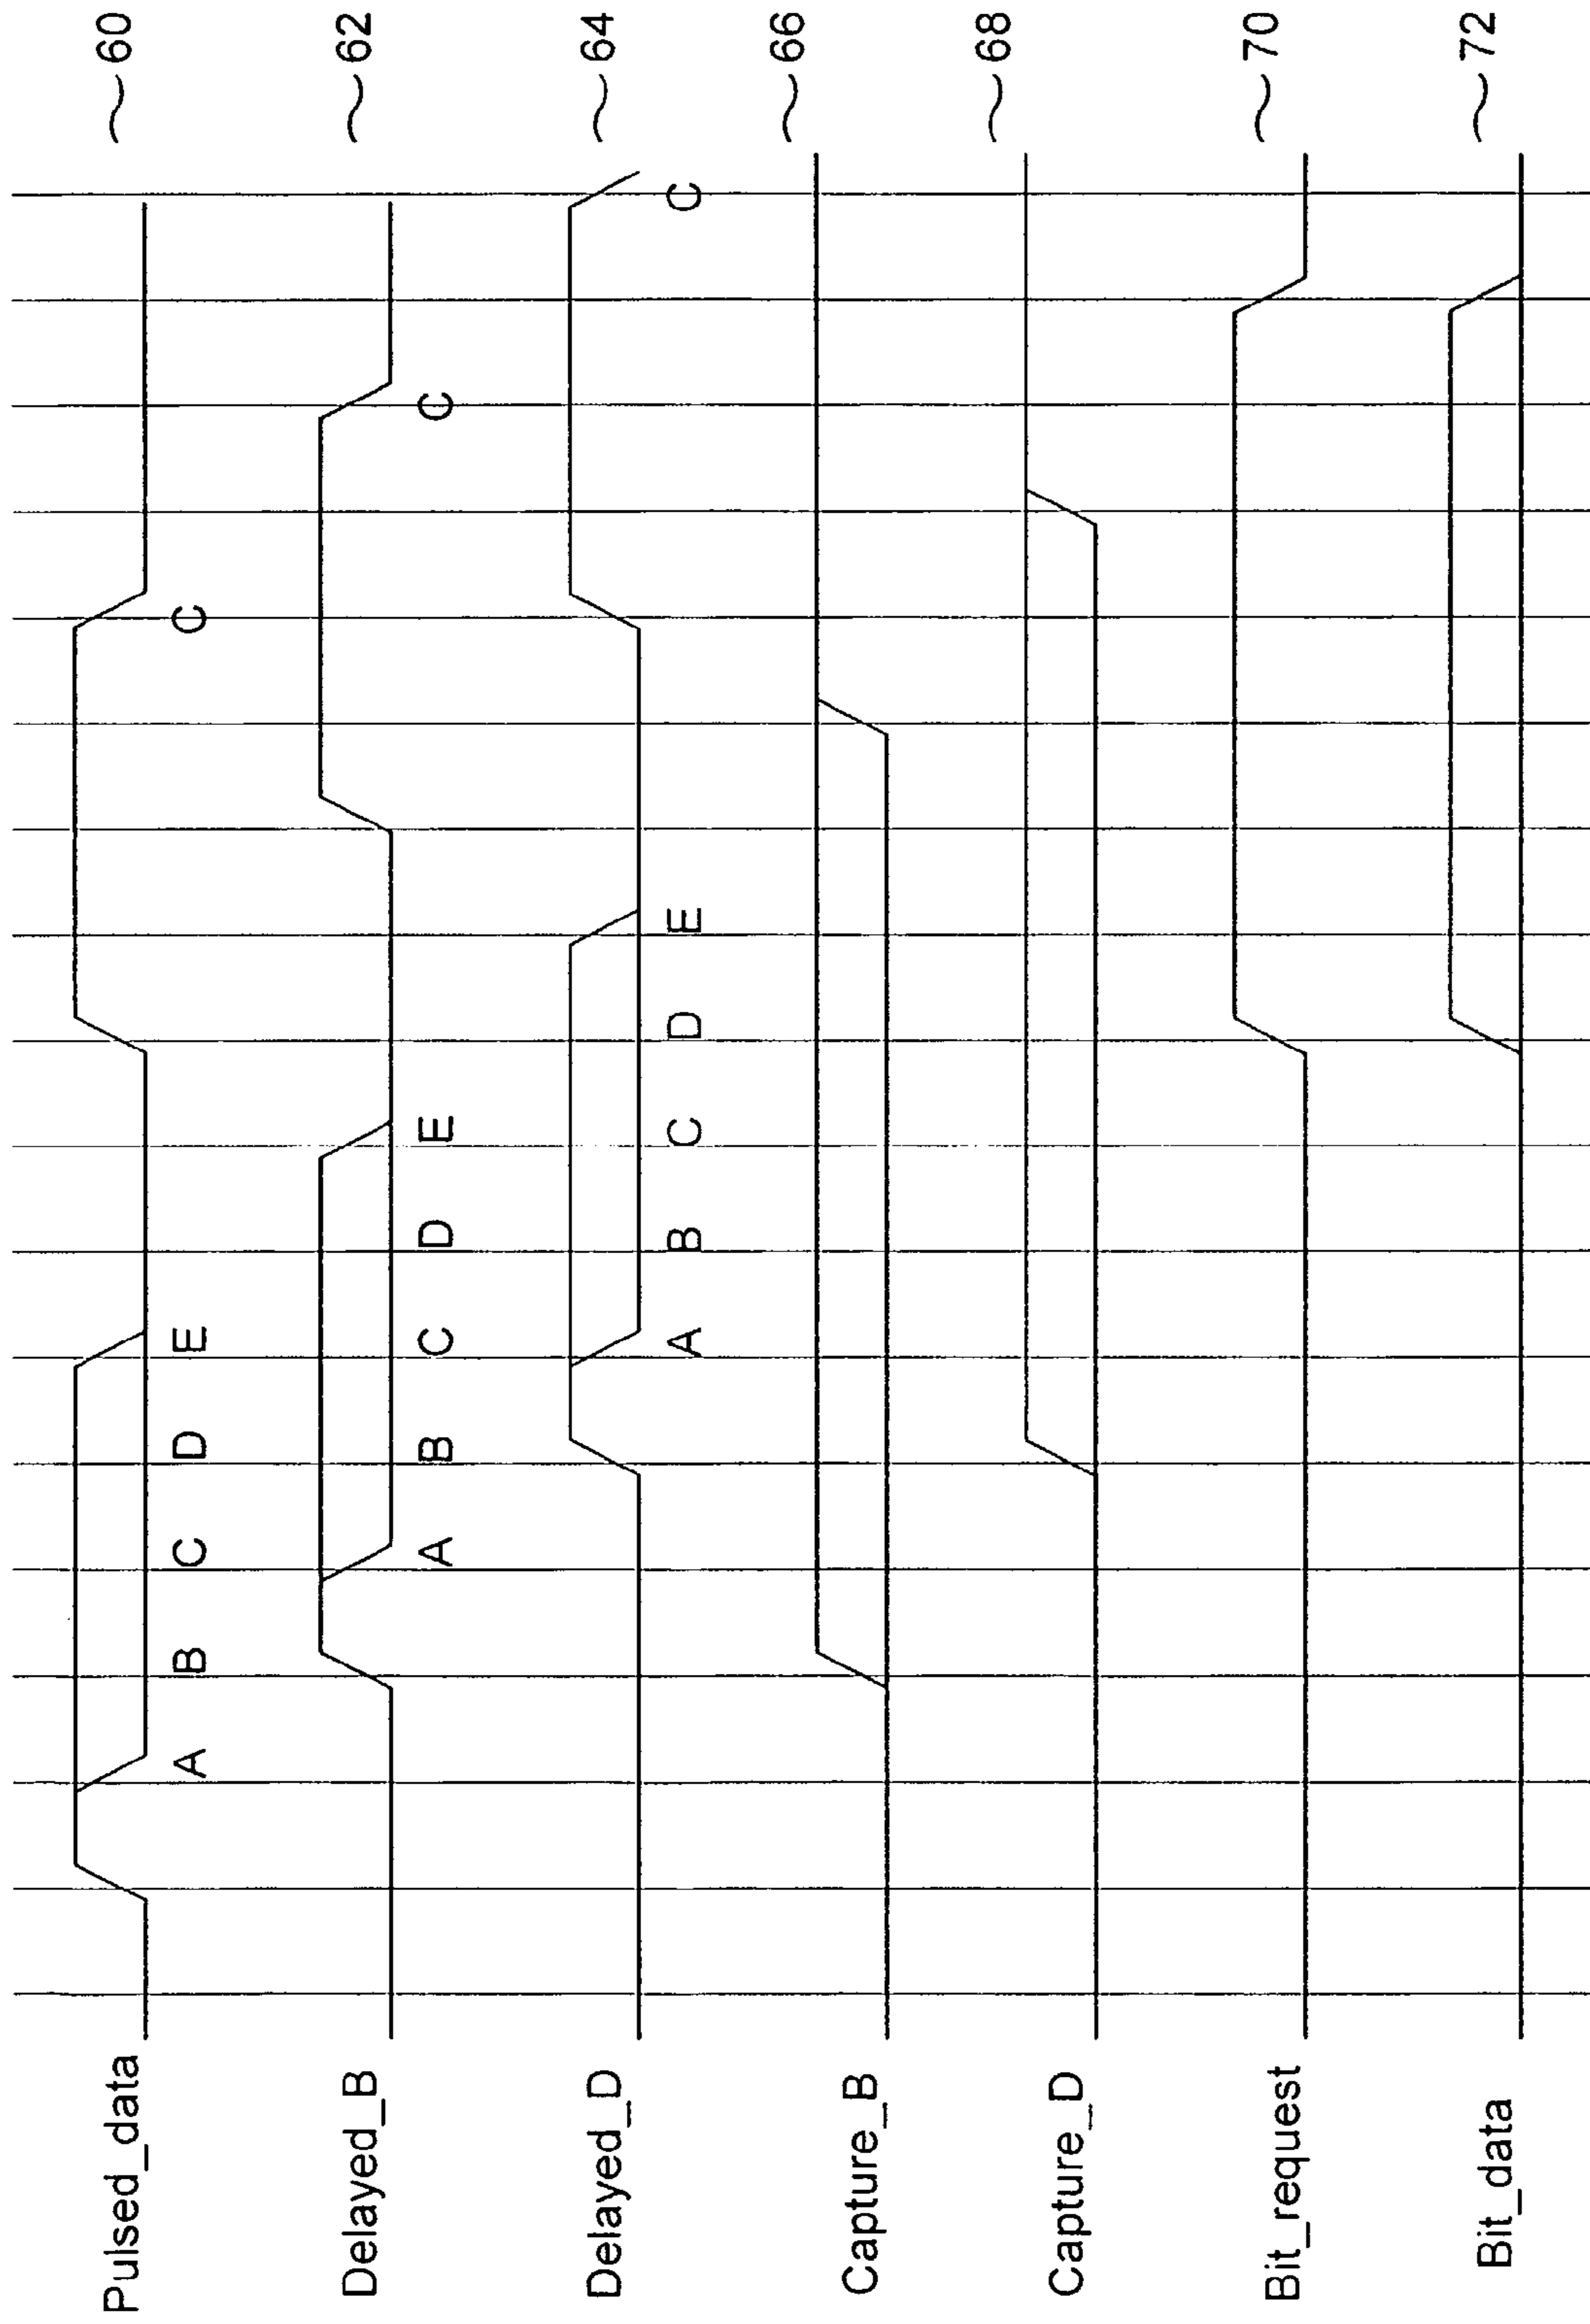 Pulsed_data A B C D E C 60
Delayed_B A B C D E C 62
Delayed_D A B C D E C 64
Capture_B 66
Capture_D 68
Bit_request 70
Bit_data 72